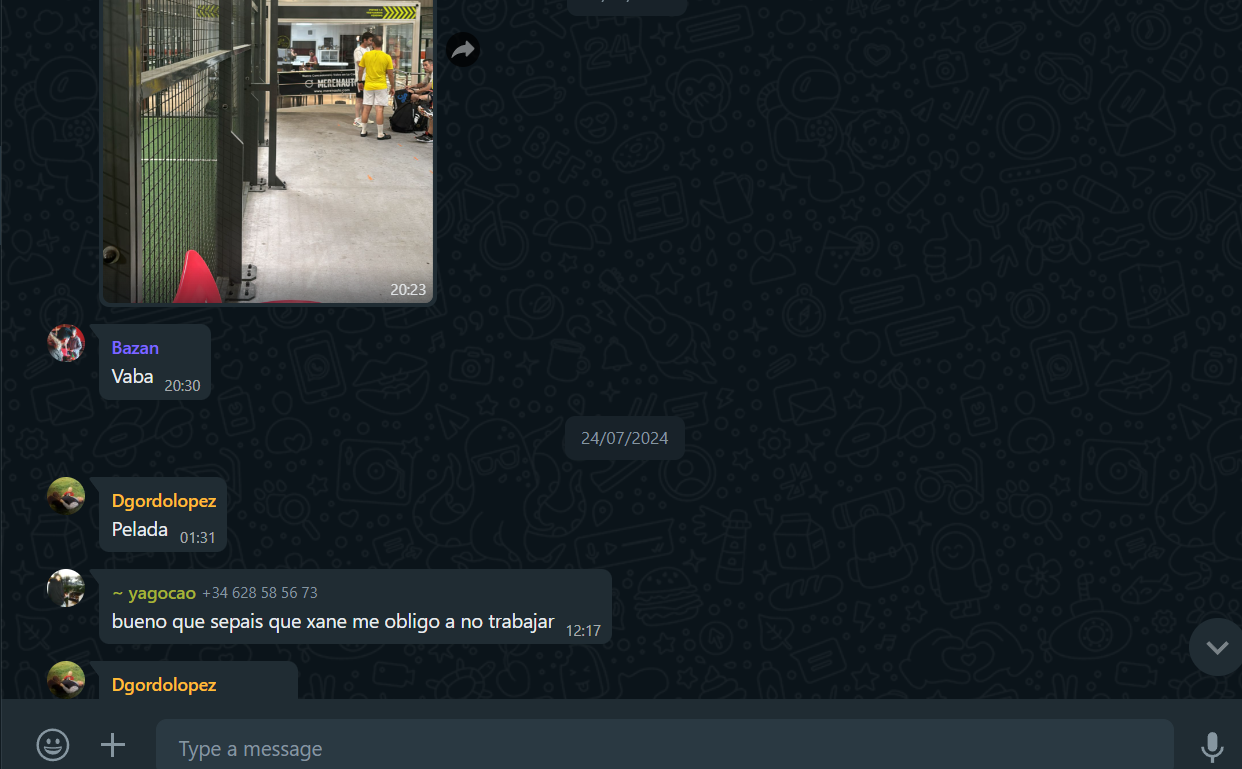 MERENAUTO
20:23
Bazan
Vaba 20:30
24/07/2024
Dgordolopez
Pelada 01:31
~ yagocao +34 628 58 56 73
bueno que sepais que xane me obligo a no trabajar 12:17
Dgordolopez
Type a message